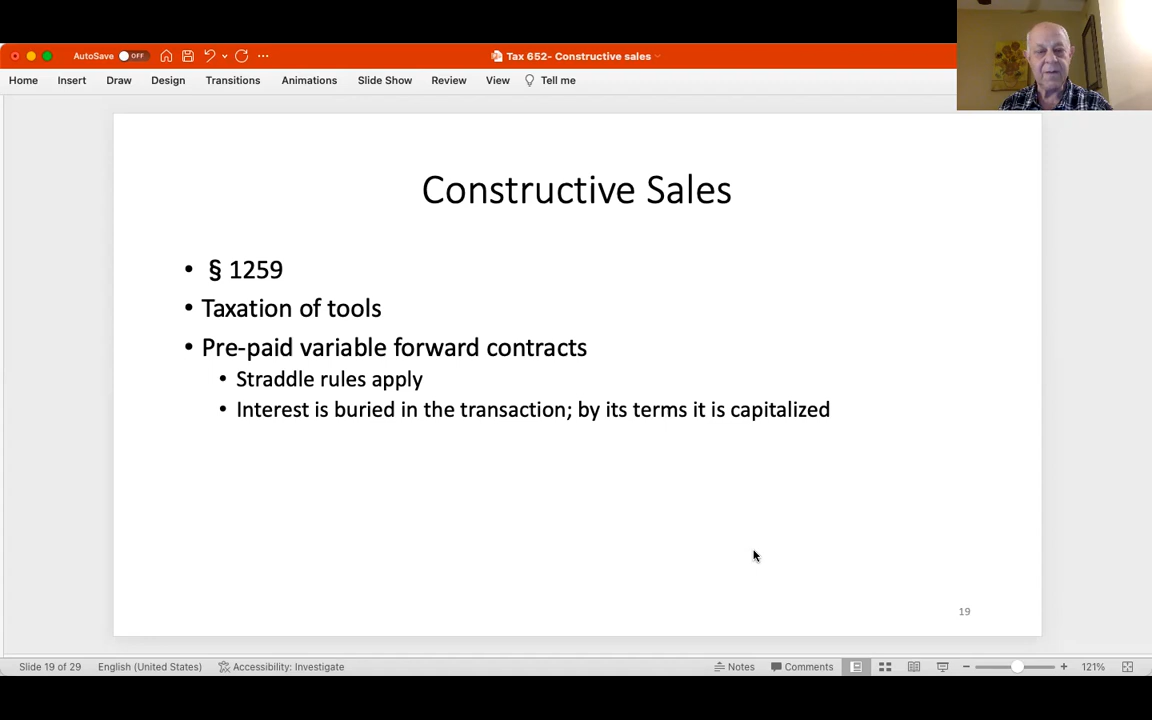 AutoSave OFF
Tax 652- Constructive sales
Home Insert Draw Design Transitions Animations Slide Show Review View Tell me
Constructive Sales
• § 1259
• Taxation of tools
• Pre-paid variable forward contracts
• Straddle rules apply
• Interest is buried in the transaction; by its terms it is capitalized
19
Slide 19 of 29 English (United States) Accessibility: Investigate Notes Comments 121%